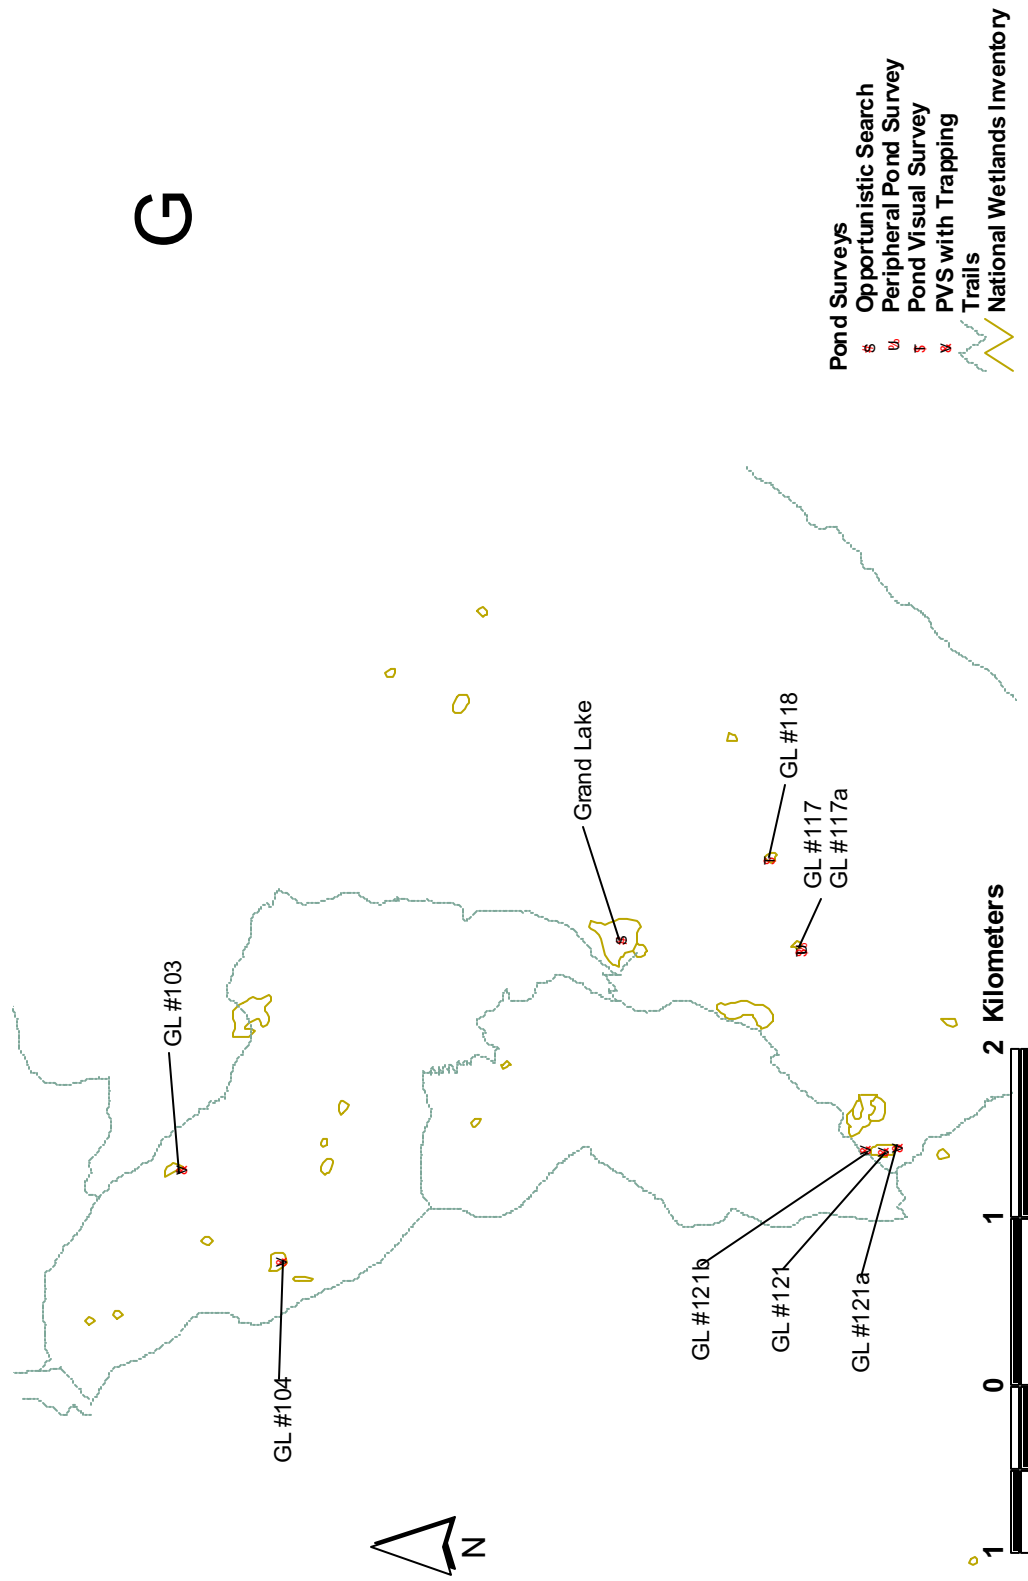 G
GL #103
GL #104
Grand Lake
GL #118
GL #117
GL #117a
GL #121b
GL #121
GL #121a
N
1 0 1 2 Kilometers
Pond Surveys
S Opportunistic Search
U Peripheral Pond Survey
T Pond Visual Survey
V PVS with Trapping
Trails
National Wetlands Inventory